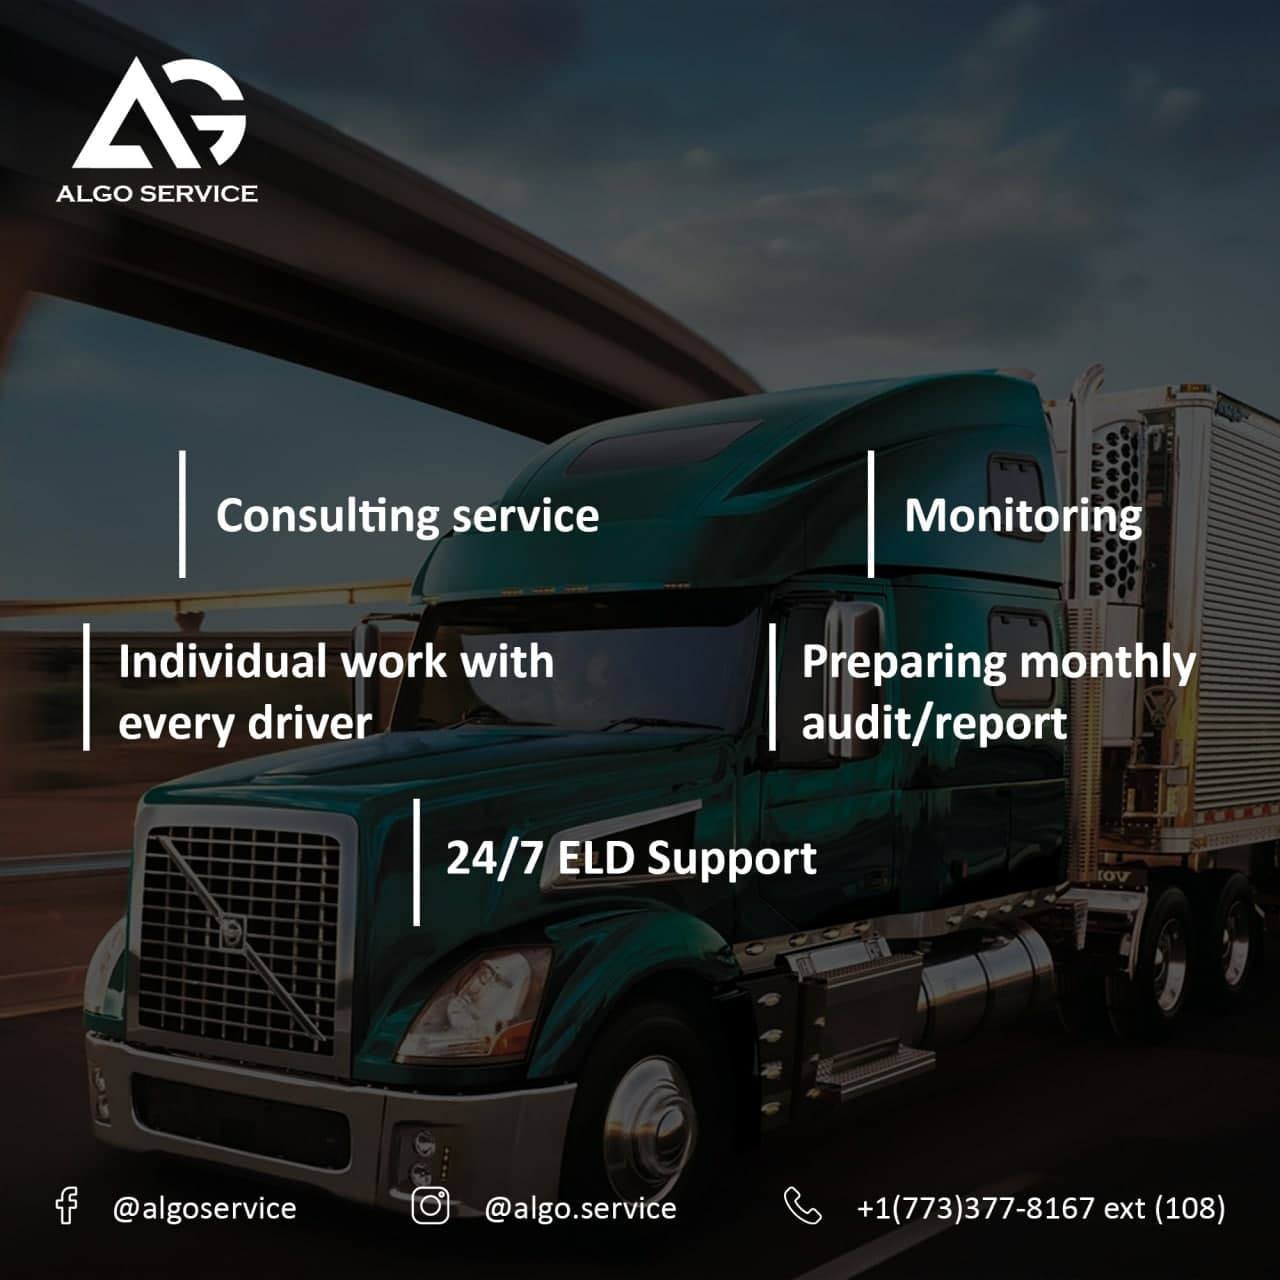 AG
ALGO SERVICE
Consulting service
Monitoring
Individual work with
every driver
Preparing monthly
audit/report
24/7 ELD Support
@algoservice
@algo.service
+1(773)377-8167 ext (108)